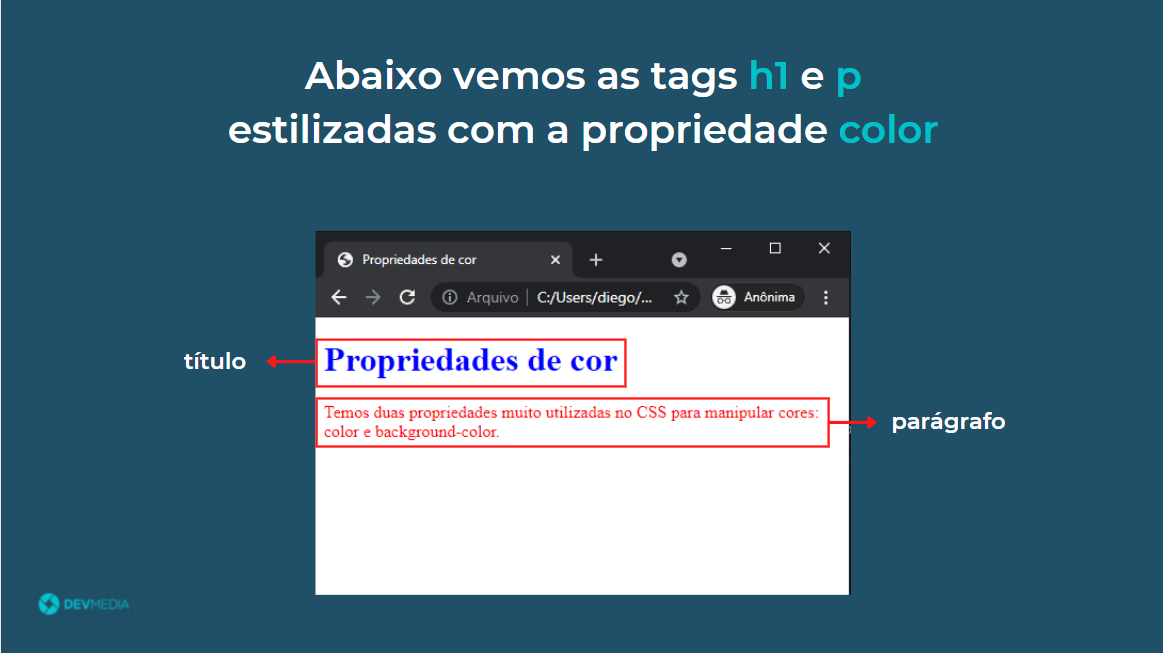 Abaixo vemos as tags h1 e p
estilizadas com a propriedade color
Propriedades de cor
Arquivo | C:/Users/diego/...
Anônima
título
Propriedades de cor
Temos duas propriedades muito utilizadas no CSS para manipular cores:
color e background-color.
parágrafo
DEVMEDIA